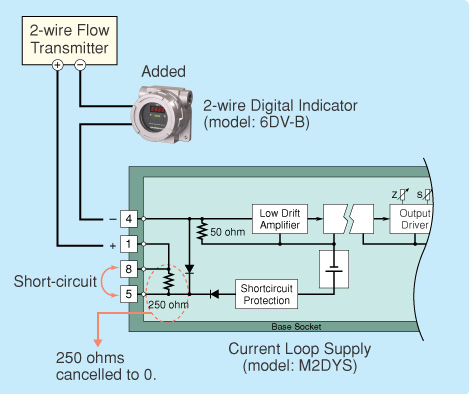 2-wire Flow
Transmitter
+
−
Added
2-wire Digital Indicator
(model: 6DV-B)
Z
S
− 4
50 ohm
Low Drift
Amplifier
Output
Driver
+ 1
8
Short-circuit
5
250 ohm
Shortcircuit
Protection
Base Socket
250 ohms
cancelled to 0.
Current Loop Supply
(model: M2DYS)